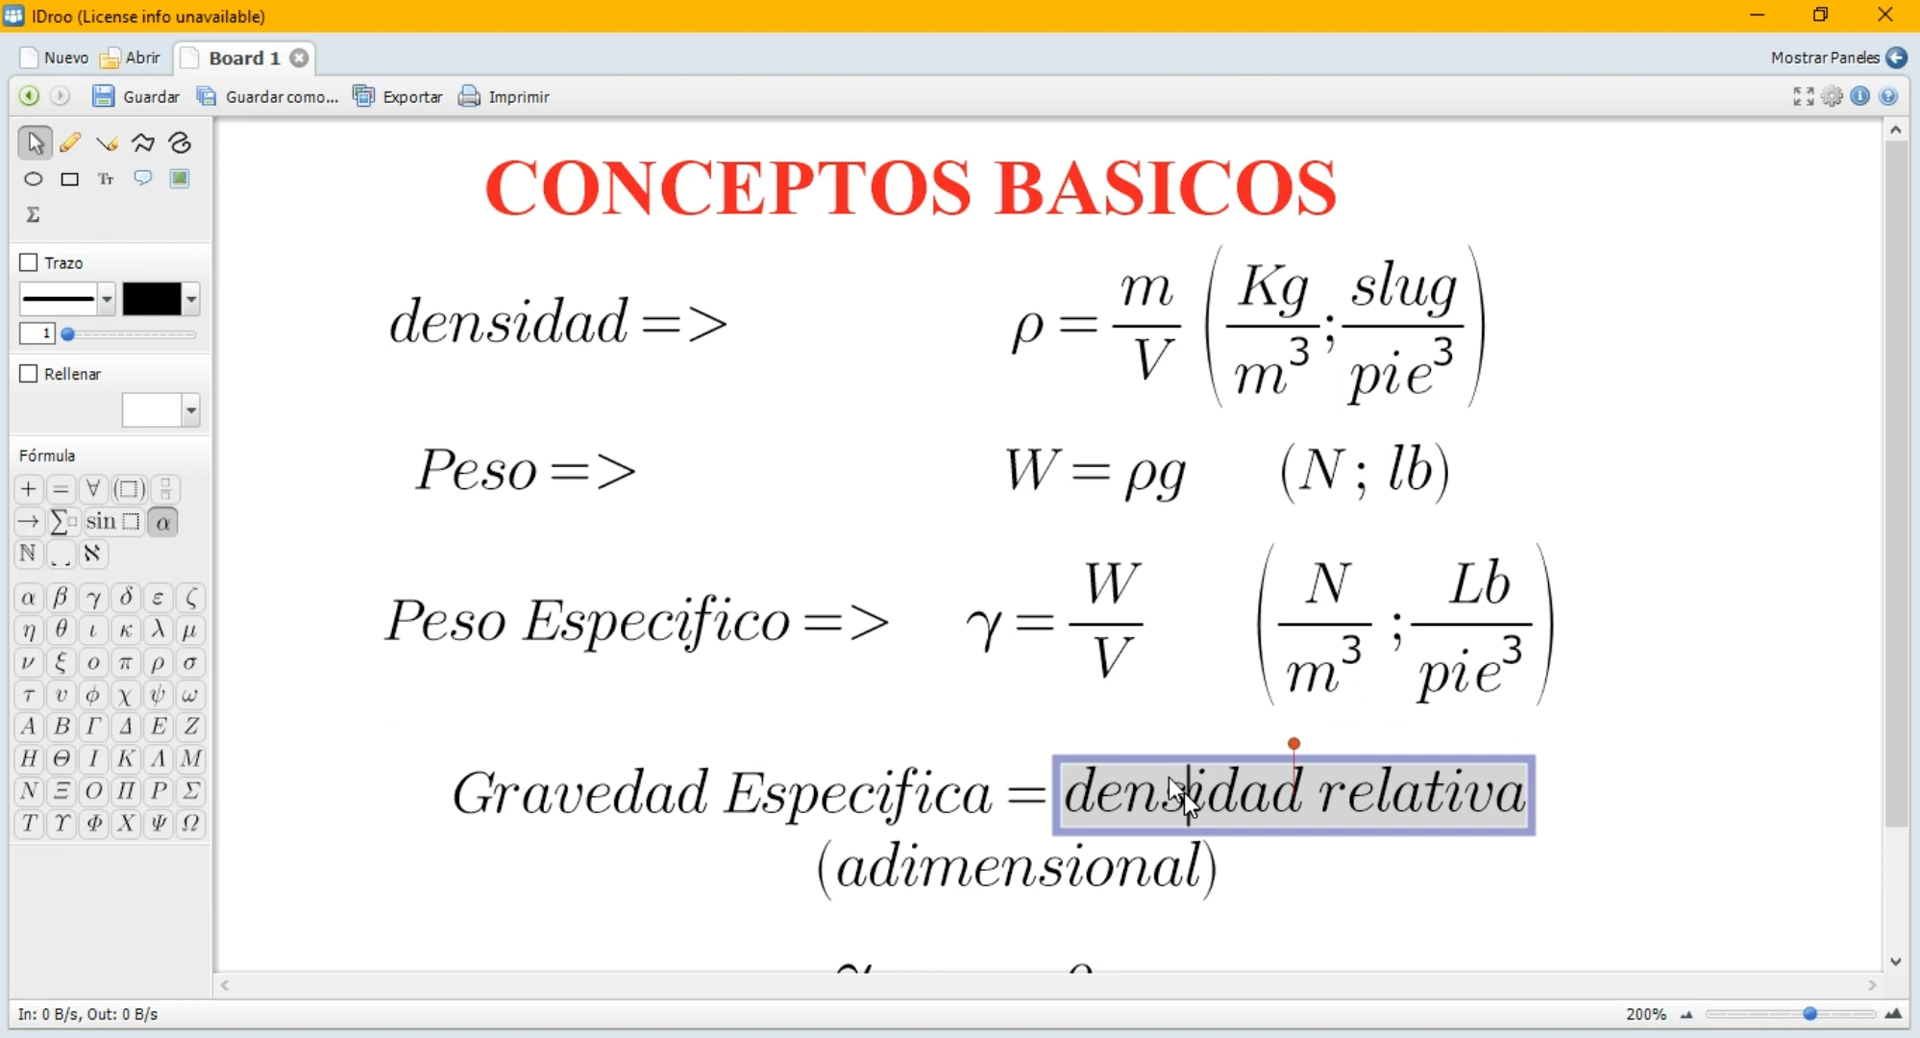 IDroo (License info unavailable)
Nuevo Abrir Board 1 Mostrar Paneles
Guardar Guardar como... Exportar Imprimir
Tr
Σ
Trazo
1
Rellenar
Fórmula
+ = ∀ (□)
→ Σ□ sin □ α
ℕ ℵ
α β γ δ ε ζ
η θ ι κ λ μ
ν ξ ο π ρ σ
τ υ φ χ ψ ω
Α Β Γ Δ Ε Ζ
Η Θ Ι Κ Λ Μ
Ν Ξ Ο Π Ρ Σ
Τ Υ Φ Χ Ψ Ω
CONCEPTOS BASICOS
densidad => ρ = m/V (Kg/m³; slug/pie³)
Peso => W = ρg (N; lb)
Peso Especifico => γ = W/V (N/m³ ; Lb/pie³)
Gravedad Especifica = densidad relativa
(adimensional)
In: 0 B/s, Out: 0 B/s 200%